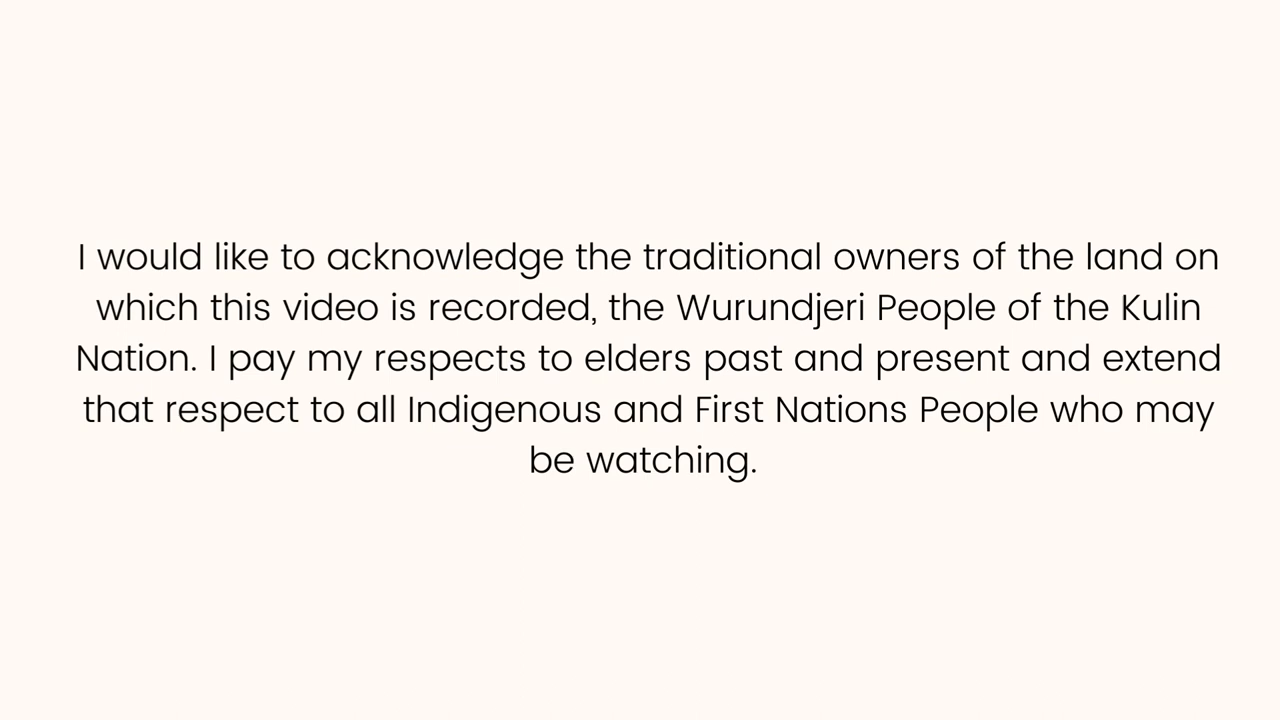 I would like to acknowledge the traditional owners of the land on
which this video is recorded, the Wurundjeri People of the Kulin
Nation. I pay my respects to elders past and present and extend
that respect to all Indigenous and First Nations People who may
be watching.